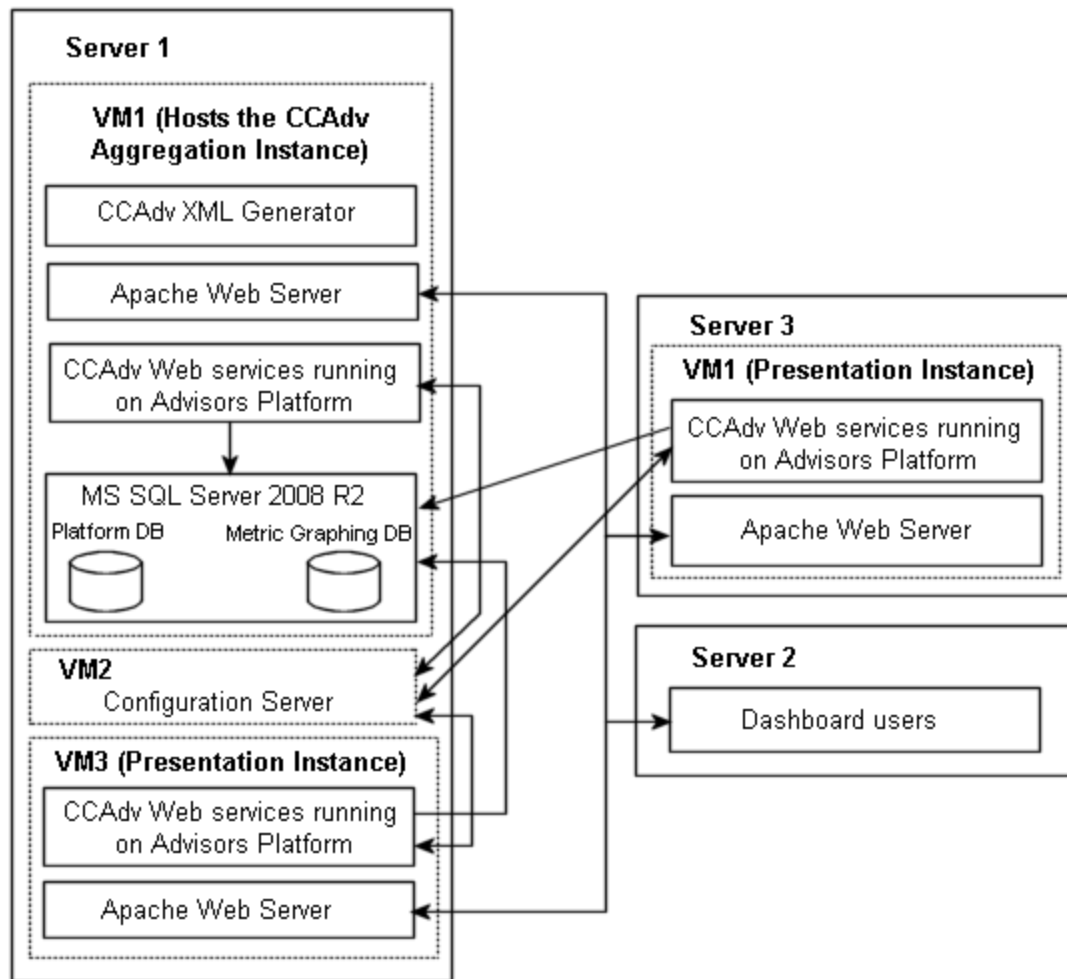 Server 1
VM1 (Hosts the CCAdv
Aggregation Instance)
CCAdv XML Generator
Apache Web Server
CCAdv Web services running
on Advisors Platform
MS SQL Server 2008 R2
Platform DB
Metric Graphing DB
VM2
Configuration Server
VM3 (Presentation Instance)
CCAdv Web services running
on Advisors Platform
Apache Web Server
Server 3
VM1 (Presentation Instance)
CCAdv Web services running
on Advisors Platform
Apache Web Server
Server 2
Dashboard users